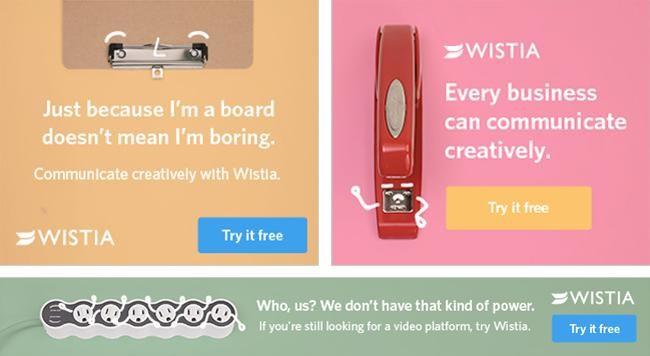 Just because I'm a board
doesn't mean I'm boring.
Communicate creatively with Wistia.
WISTIA
Try it free
WISTIA
Every business
can communicate
creatively.
Try it free
Who, us? We don't have that kind of power.
If you're still looking for a video platform, try Wistia.
WISTIA
Try it free